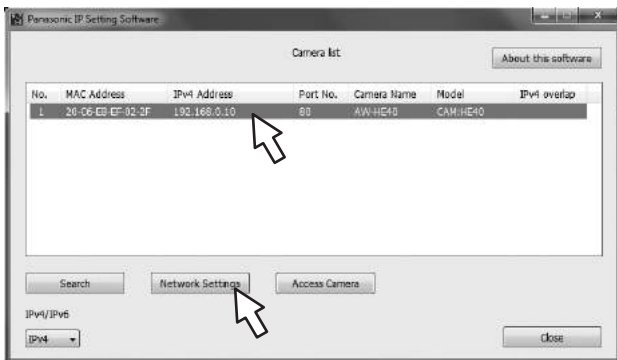 Panasonic IP Setting Software
Camera list
About this software
No. MAC Address IPv4 Address Port No. Camera Name Model IPv4 overlap
1 20-C6-EB-EF-02-2F 192.168.0.10 80 AW-HE40 CAM:HE40
Search Network Settings Access Camera
IPv4/IPv6
IPv4 Close